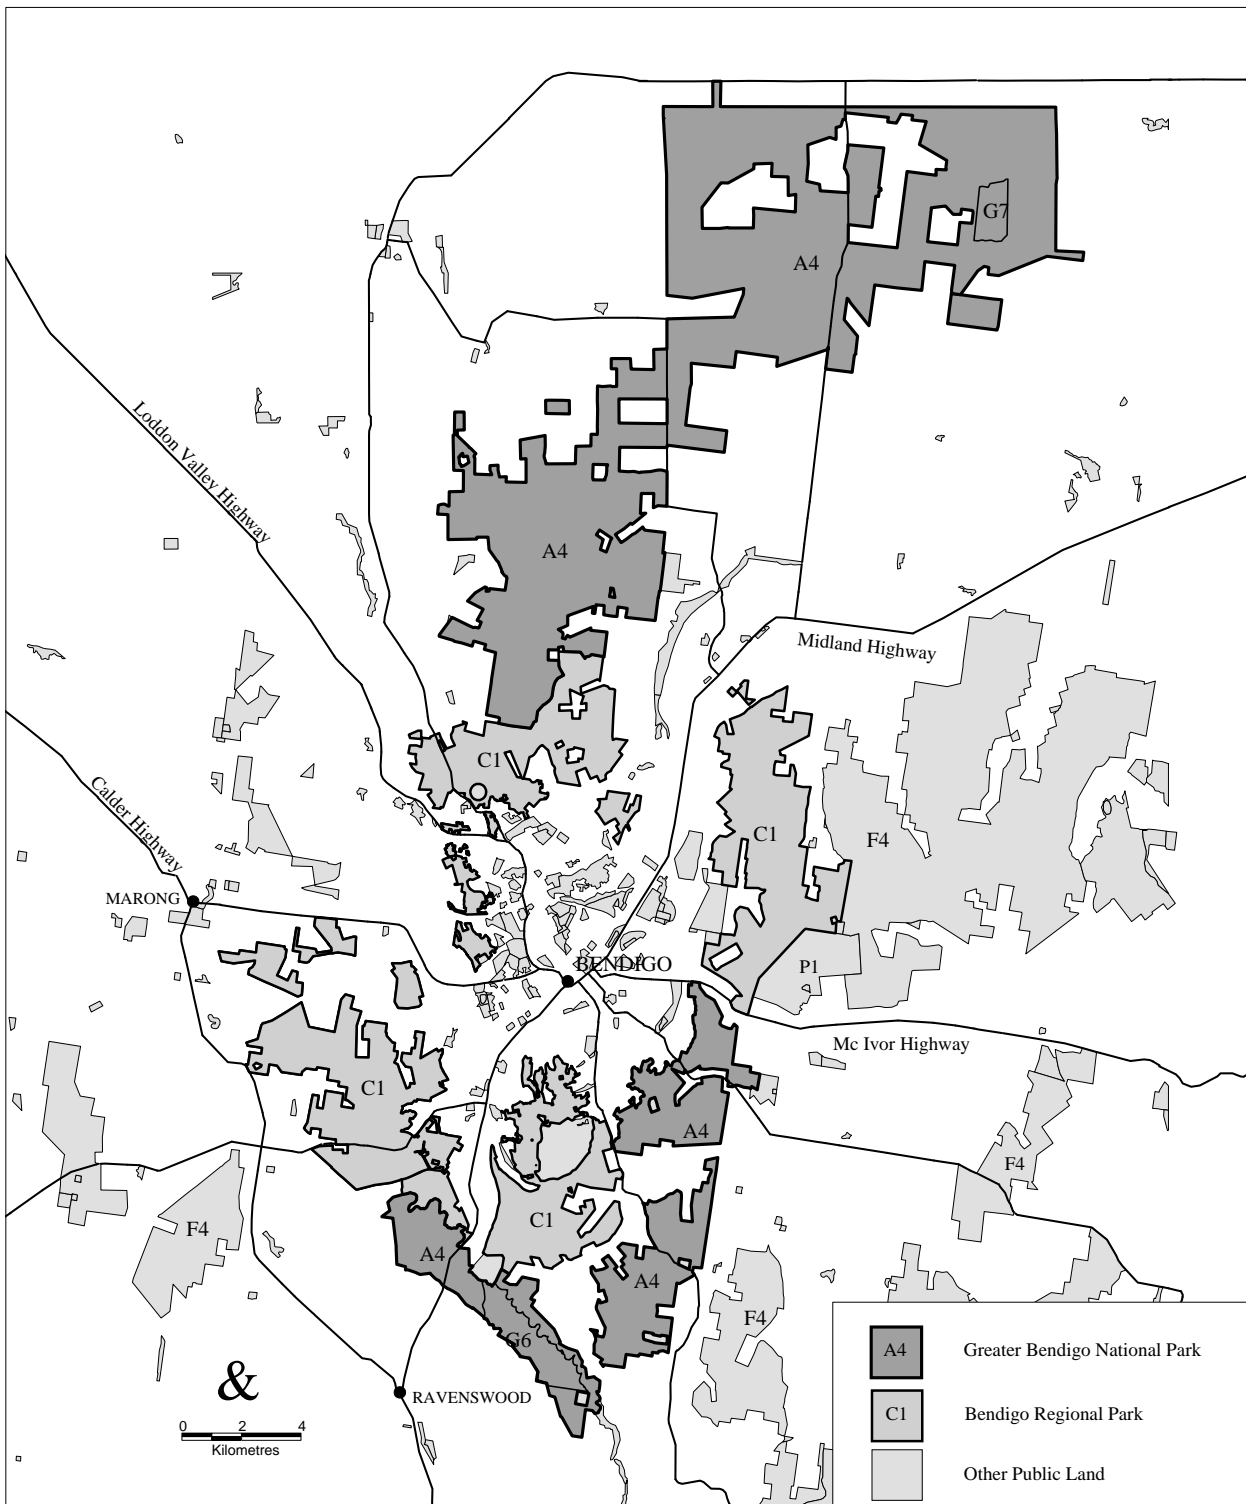 G7
A4
Loddon Valley Highway
A4
Midland Highway
C1
Calder Highway
C1
F4
MARONG
BENDIGO
P1
Mc Ivor Highway
C1
A4
F4
F4
C1
A4
A4
F4
G6
&
RAVENSWOOD
0 2 4
Kilometres
A4 Greater Bendigo National Park
C1 Bendigo Regional Park
Other Public Land